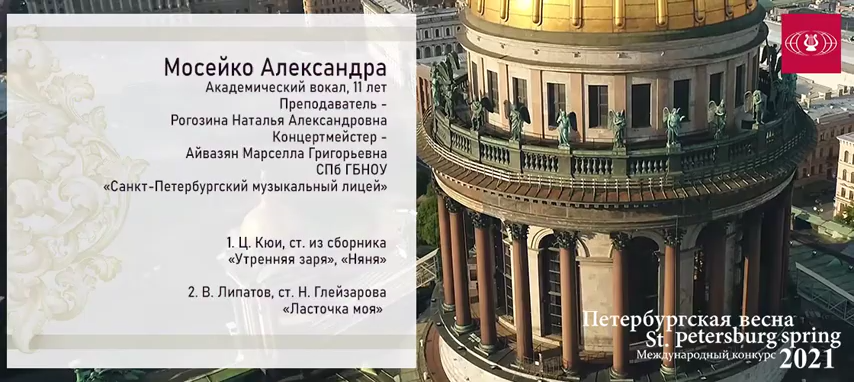 Мосейко Александра
Академический вокал, 11 лет
Преподаватель -
Рогозина Наталья Александровна
Концертмейстер -
Айвазян Марселла Григорьевна
СПб ГБНОУ
«Санкт-Петербургский музыкальный лицей»
1. Ц. Кюи, ст. из сборника
«Утренняя заря», «Няня»
2. В. Липатов, ст. Н. Глейзарова
«Ласточка моя»
Петербургская весна
St. petersburg spring
Международный конкурс 2021